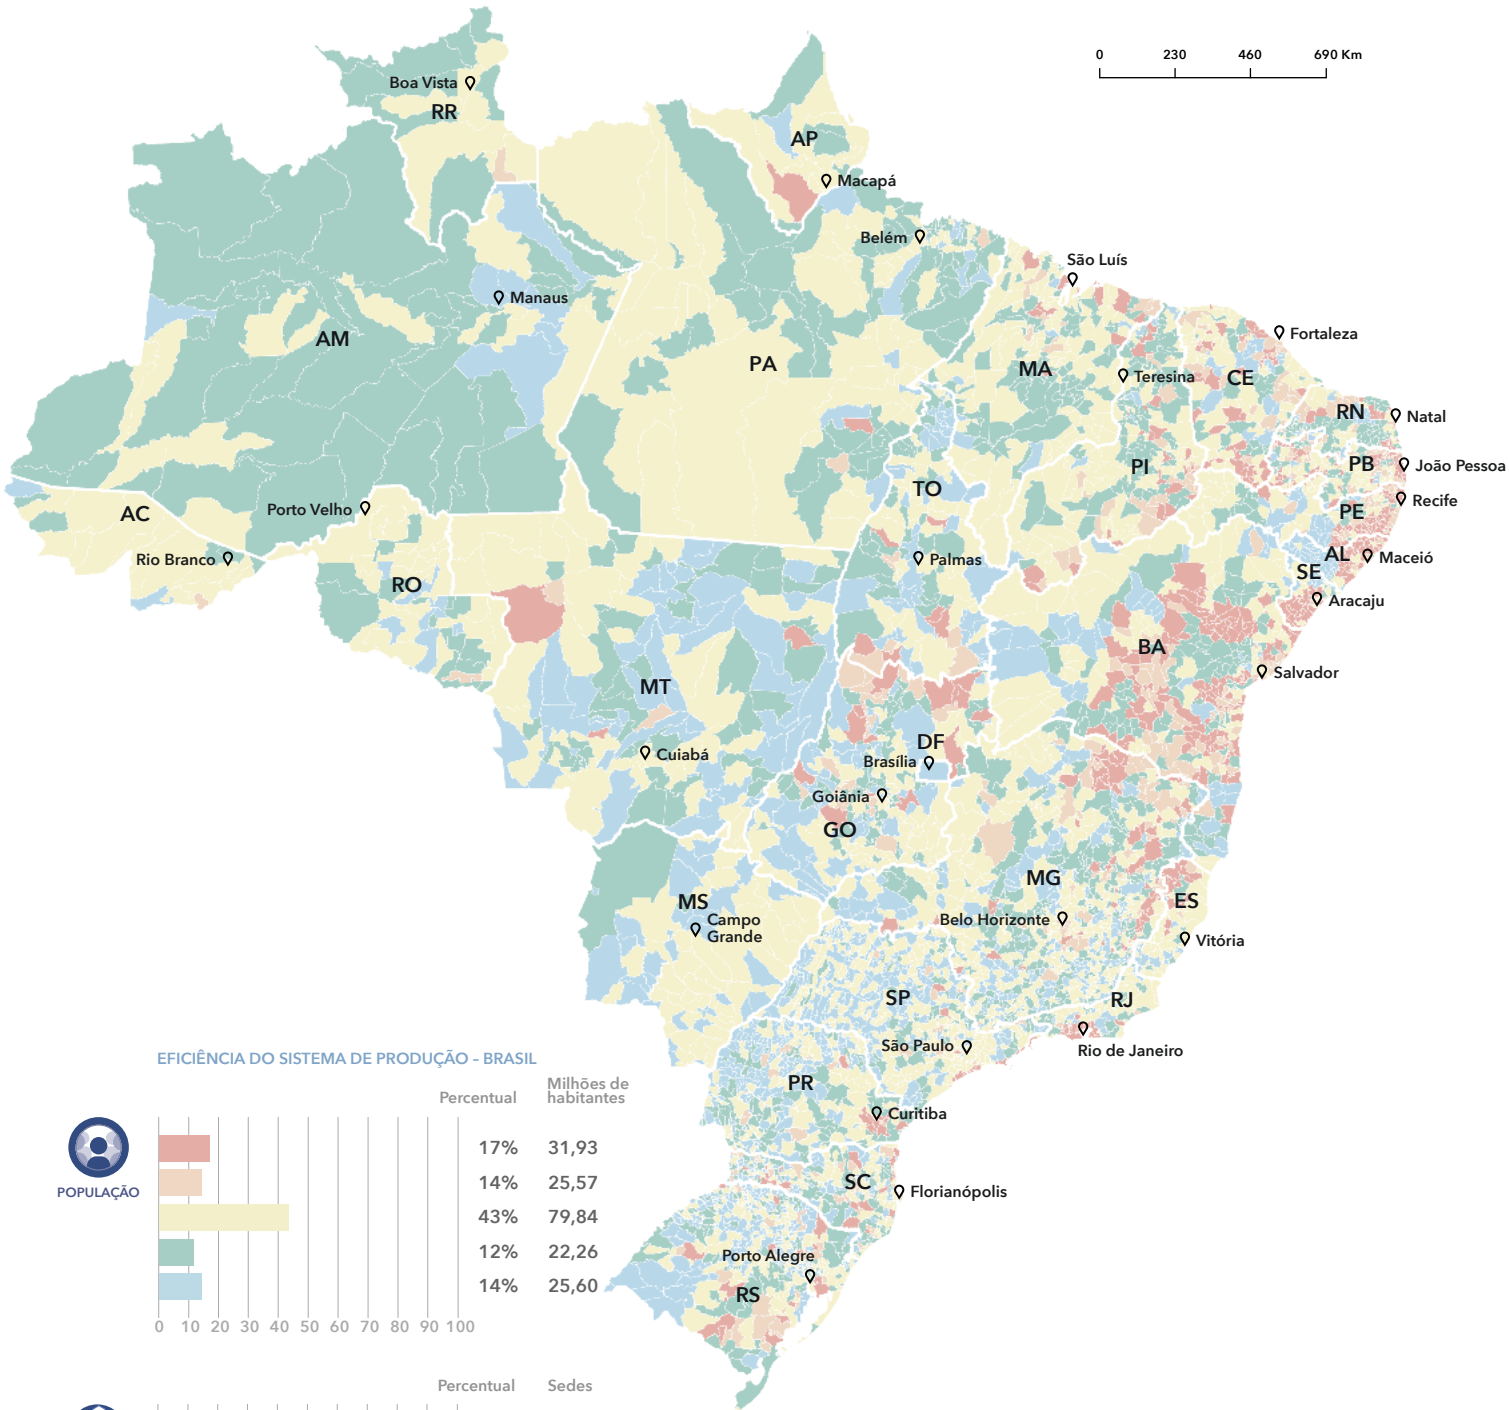 0 230 460 690 Km
Boa Vista
RR
AP
Macapá
Belém
São Luís
Manaus
Fortaleza
AM
PA
MA
Teresina
CE
RN
Natal
PI
PB
João Pessoa
TO
Recife
AC
Porto Velho
PE
Rio Branco
Palmas
AL
Maceió
SE
RO
Aracaju
BA
Salvador
MT
DF
Cuiabá
Brasília
Goiânia
GO
MG
MS
ES
Campo
Grande
Belo Horizonte
Vitória
SP
RJ
São Paulo
Rio de Janeiro
PR
Curitiba
SC
Florianópolis
Porto Alegre
RS
EFICIÊNCIA DO SISTEMA DE PRODUÇÃO – BRASIL
Percentual
Milhões de
habitantes
POPULAÇÃO
17% 31,93
14% 25,57
43% 79,84
12% 22,26
14% 25,60
0 10 20 30 40 50 60 70 80 90 100
Percentual Sedes